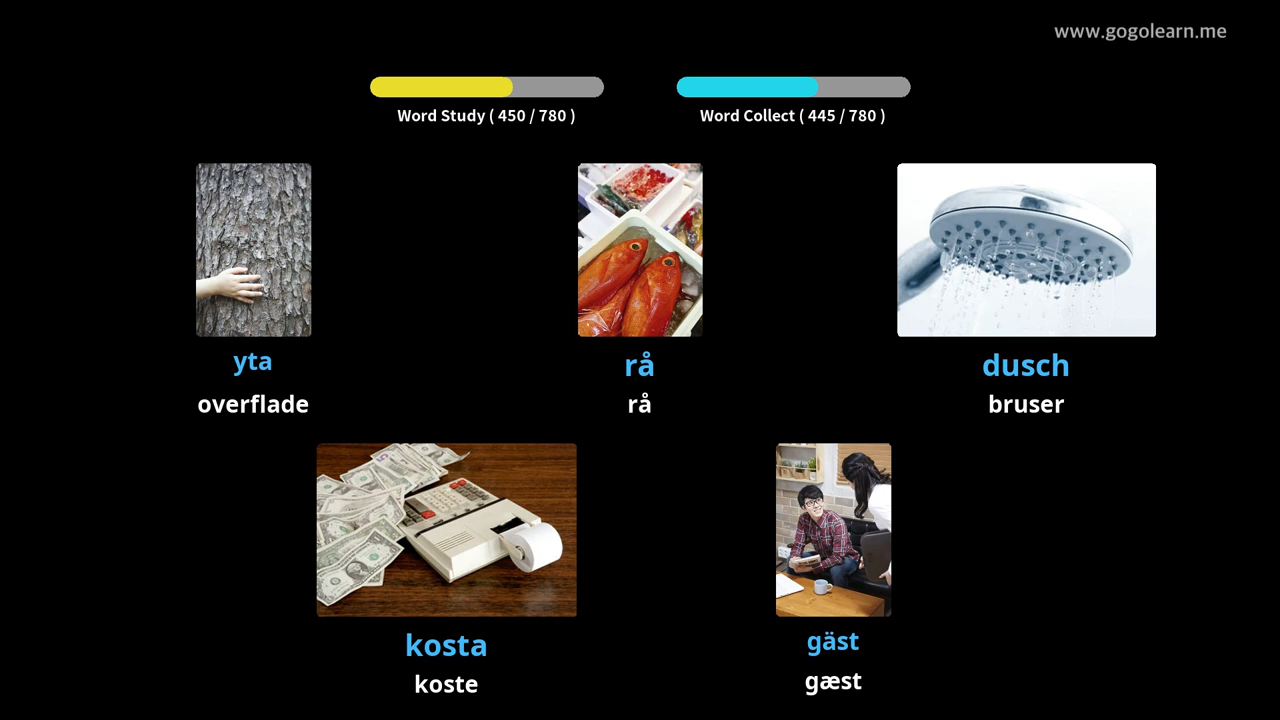 www.gogolearn.me
Word Study ( 450 / 780 )
Word Collect ( 445 / 780 )
yta
overflade
rå
rå
dusch
bruser
kosta
koste
gäst
gæst